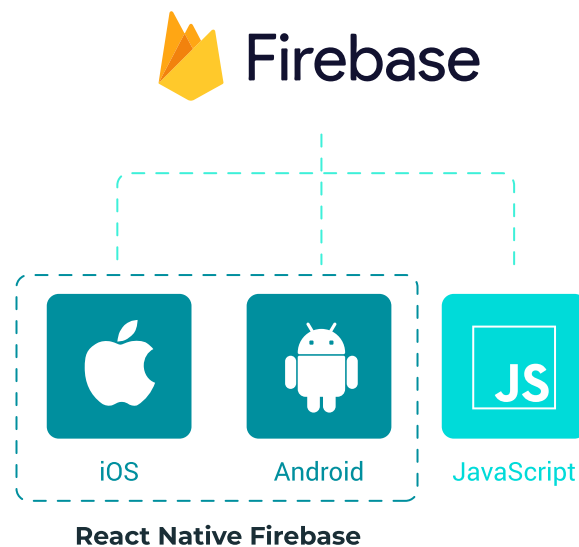 Firebase
JS
iOS
Android
JavaScript
React Native Firebase